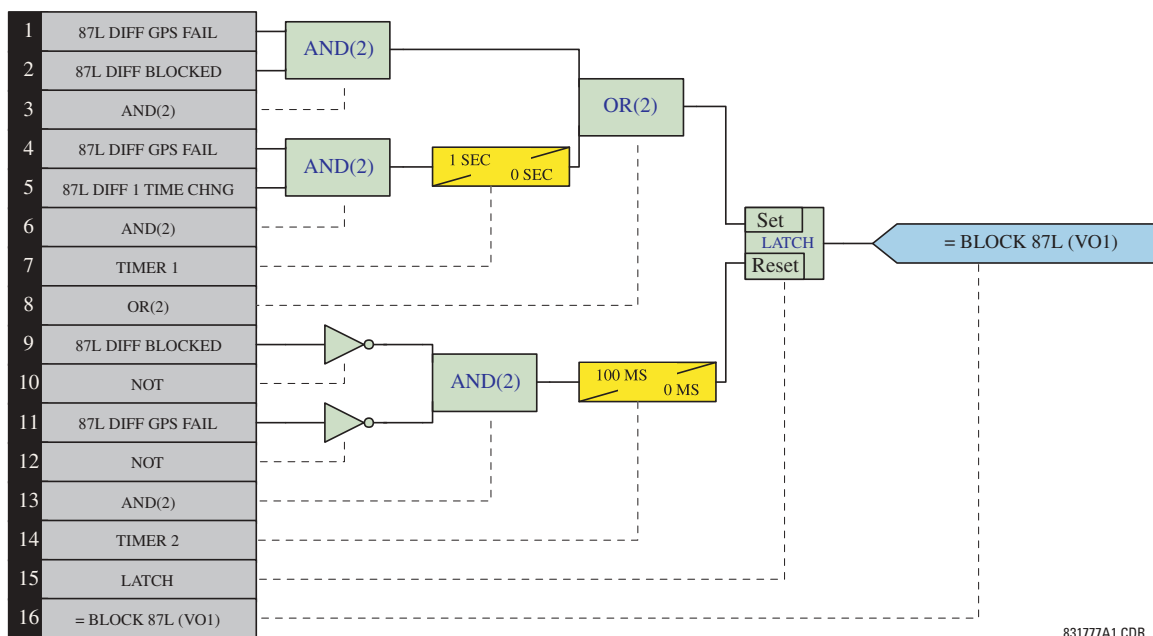 1 87L DIFF GPS FAIL
2 87L DIFF BLOCKED
3 AND(2)
4 87L DIFF GPS FAIL
5 87L DIFF 1 TIME CHNG
6 AND(2)
7 TIMER 1
8 OR(2)
9 87L DIFF BLOCKED
10 NOT
11 87L DIFF GPS FAIL
12 NOT
13 AND(2)
14 TIMER 2
15 LATCH
16 = BLOCK 87L (VO1)
AND(2)
OR(2)
AND(2)
1 SEC
0 SEC
Set
LATCH
Reset
= BLOCK 87L (VO1)
AND(2)
100 MS
0 MS
831777A1.CDR